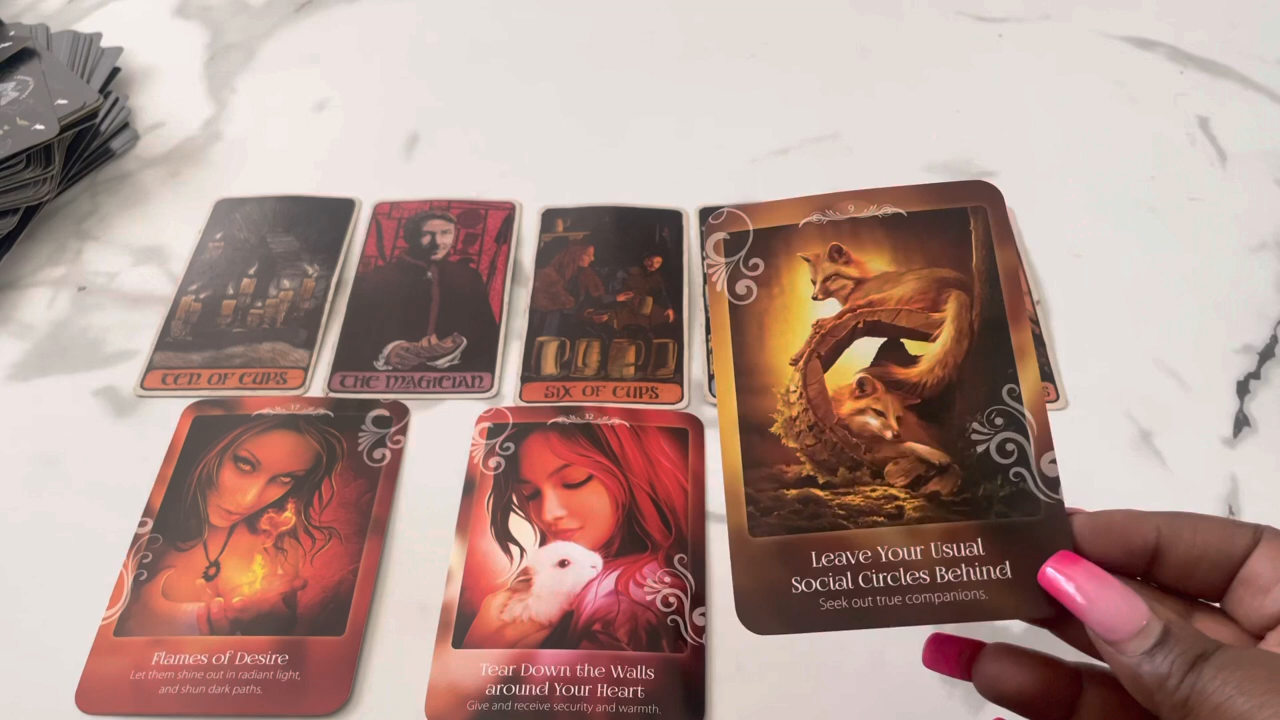 TEN OF CUPS
THE MAGICIAN
SIX OF CUPS
9
Leave Your Usual
Social Circles Behind
Seek out true companions.
Flames of Desire
Let them shine out in radiant light,
and shun dark paths.
32
Tear Down the Walls
around Your Heart
Give and receive security and warmth.